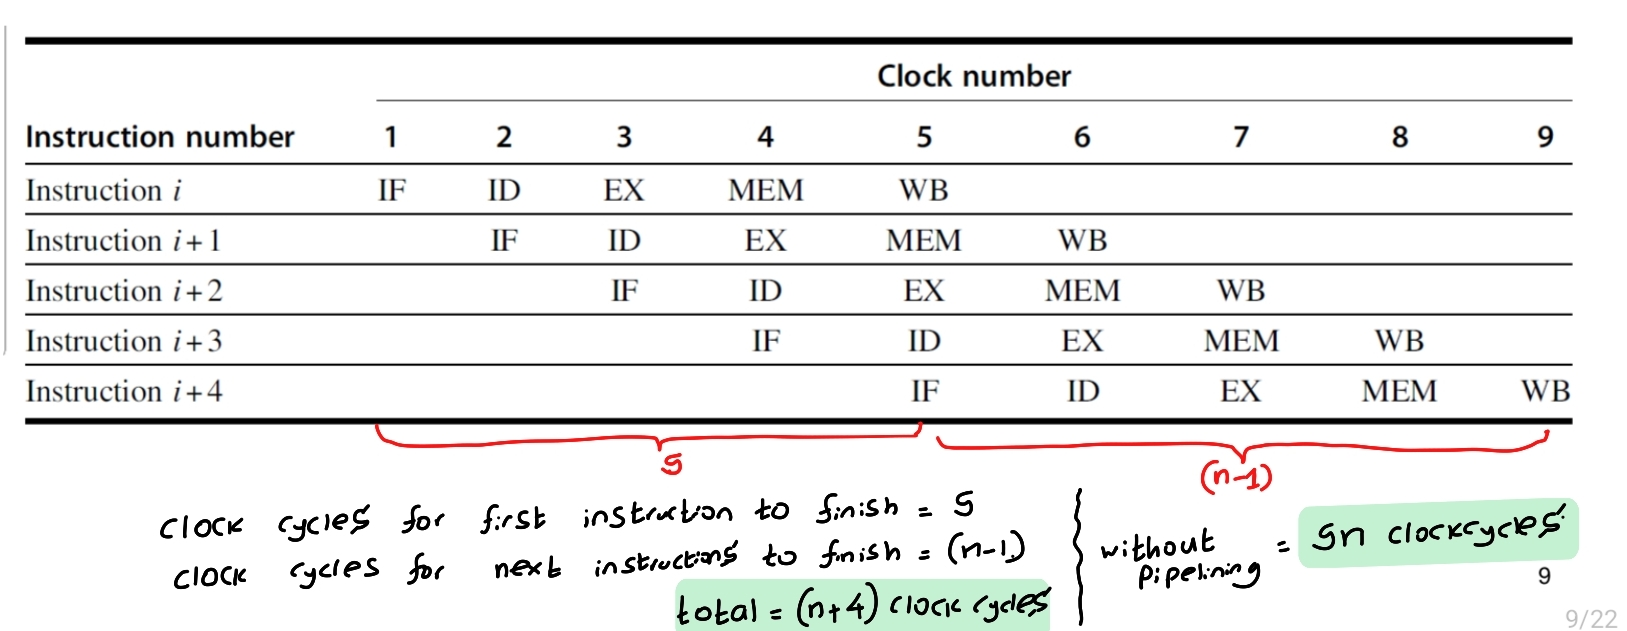 Clock number
Instruction number 1 2 3 4 5 6 7 8 9
Instruction i IF ID EX MEM WB
Instruction i+1 IF ID EX MEM WB
Instruction i+2 IF ID EX MEM WB
Instruction i+3 IF ID EX MEM WB
Instruction i+4 IF ID EX MEM WB
5 (n-1)
clock cycles for first instruction to finish = 5
clock cycles for next instructions to finish = (n-1)
total = (n+4) clock cycles
without pipelining = 5n clockcycles
9
9/22